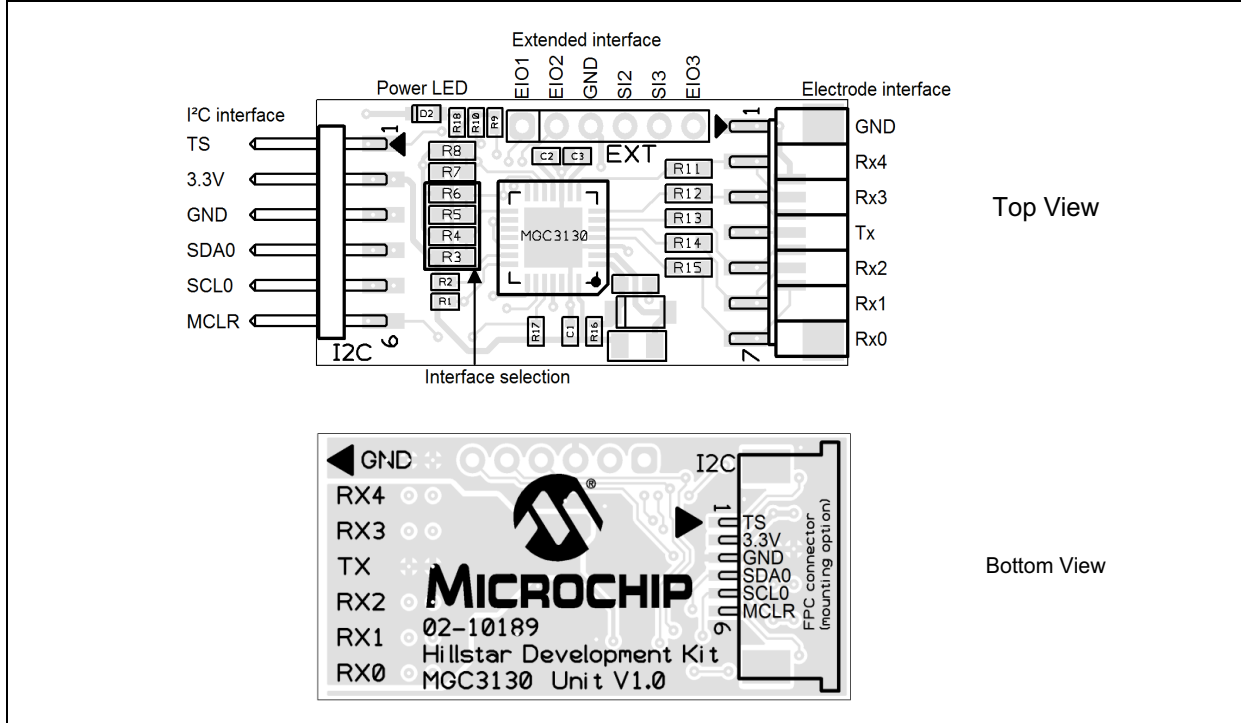 Extended interface
EIO1
EIO2
GND
SI2
SI3
EIO3
Power LED
Electrode interface
I²C interface
TS
3.3V
GND
SDA0
SCL0
MCLR
1
6
I2C
D2
R18
R10
R9
R8
R7
R6
R5
R4
R3
R2
R1
C2
C3
EXT
MGC3130
R17
C1
R16
R11
R12
R13
R14
R15
1
7
GND
Rx4
Rx3
Tx
Rx2
Rx1
Rx0
Top View
Interface selection
GND
RX4
RX3
TX
RX2
RX1
RX0
®
MICROCHIP
02-10189
Hillstar Development Kit
MGC3130 Unit V1.0
I2C
1
6
TS
3.3V
GND
SDA0
SCL0
MCLR
FPC connector
(mounting option)
Bottom View